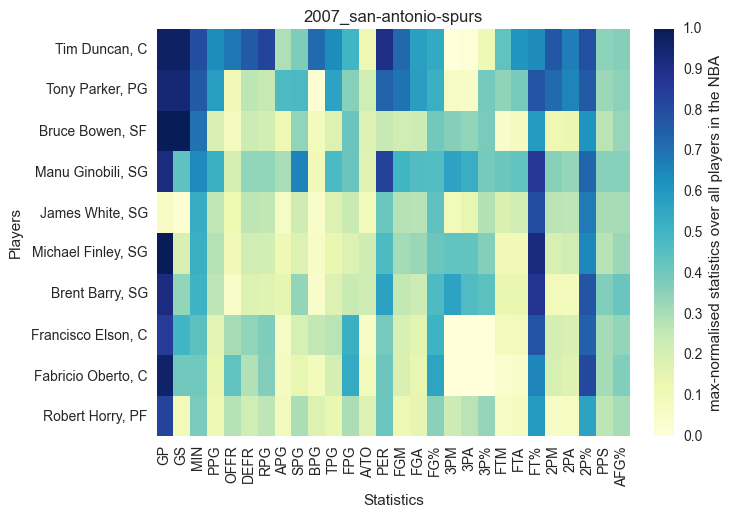 2007_san-antonio-spurs
Players
Tim Duncan, C
Tony Parker, PG
Bruce Bowen, SF
Manu Ginobili, SG
James White, SG
Michael Finley, SG
Brent Barry, SG
Francisco Elson, C
Fabricio Oberto, C
Robert Horry, PF
GP GS MIN PPG OFFR DEFR RPG APG SPG BPG TPG FPG A/TO PER FGM FGA FG% 3PM 3PA 3P% FTM FTA FT% 2PM 2PA 2P% PPS AFG%
Statistics
1.0
0.9
0.8
0.7
0.6
0.5
0.4
0.3
0.2
0.1
0.0
max-normalised statistics over all players in the NBA